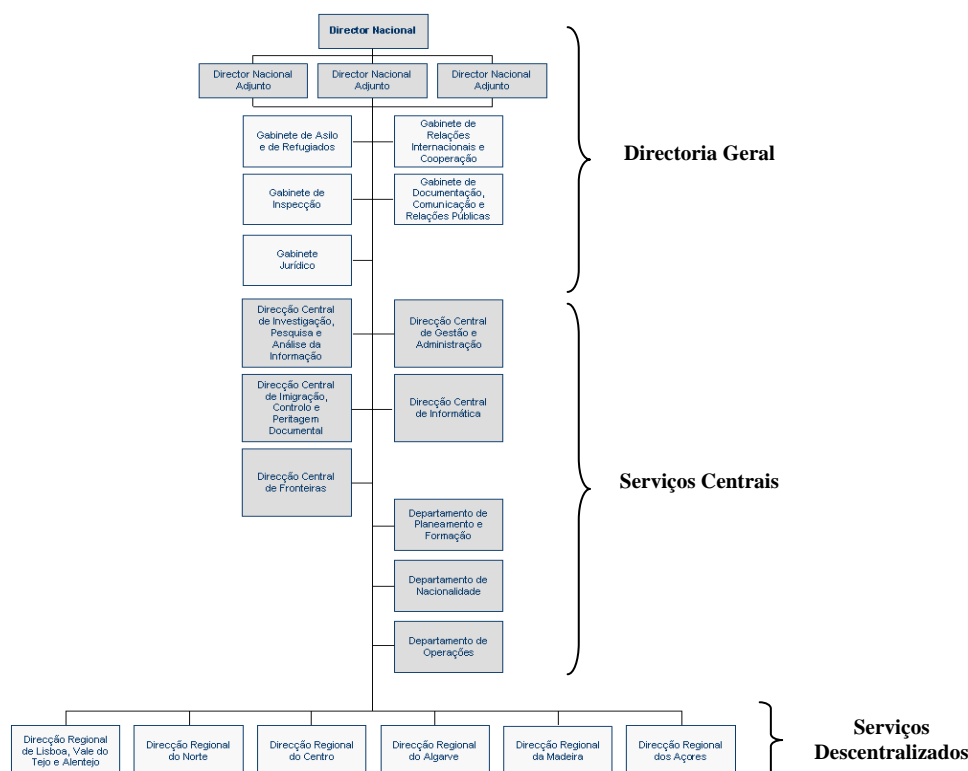 Director Nacional
Director Nacional
Adjunto
Director Nacional
Adjunto
Director Nacional
Adjunto
Gabinete de Asilo
e de Refugiados
Gabinete de
Relações
Internacionais e
Cooperação
Gabinete de
Inspecção
Gabinete de
Documentação,
Comunicação e
Relações Públicas
Gabinete
Jurídico
Directoria Geral
Direcção Central
de Investigação,
Pesquisa e
Análise da
Informação
Direcção Central
de Gestão e
Administração
Direcção Central
de Imigração,
Controlo e
Peritagem
Documental
Direcção Central
de Informática
Direcção Central
de Fronteiras
Departamento de
Planeamento e
Formação
Departamento de
Nacionalidade
Departamento de
Operações
Serviços Centrais
Direcção Regional
de Lisboa, Vale do
Tejo e Alentejo
Direcção Regional
do Norte
Direcção Regional
do Centro
Direcção Regional
do Algarve
Direcção Regional
da Madeira
Direcção Regional
dos Açores
Serviços
Descentralizados